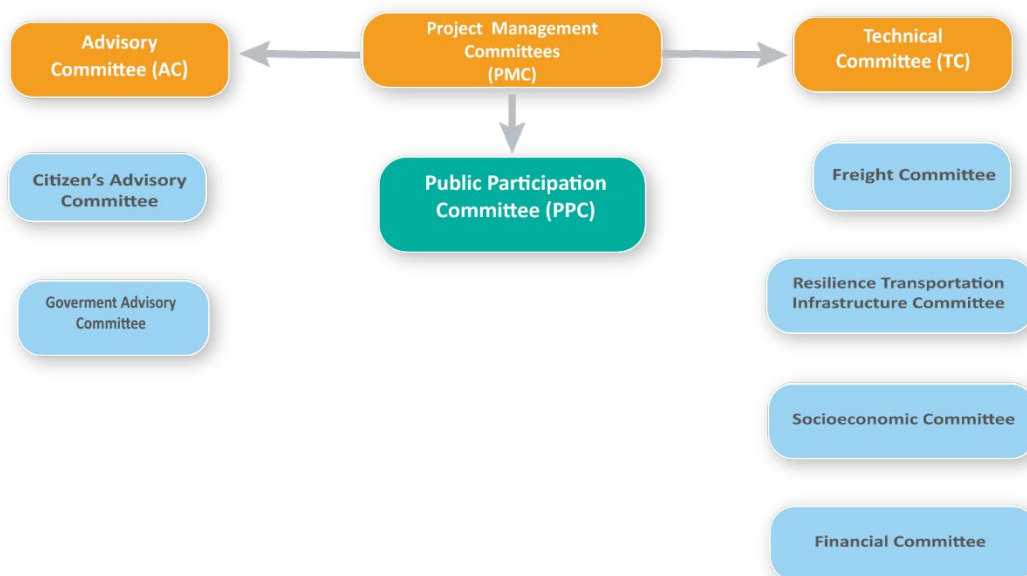 Advisory
Committee (AC)
Project Management
Committees
(PMC)
Technical
Committee (TC)
Citizen's Advisory
Committee
Public Participation
Committee (PPC)
Freight Committee
Goverment Advisory
Committee
Resilience Transportation
Infrastructure Committee
Socioeconomic Committee
Financial Committee